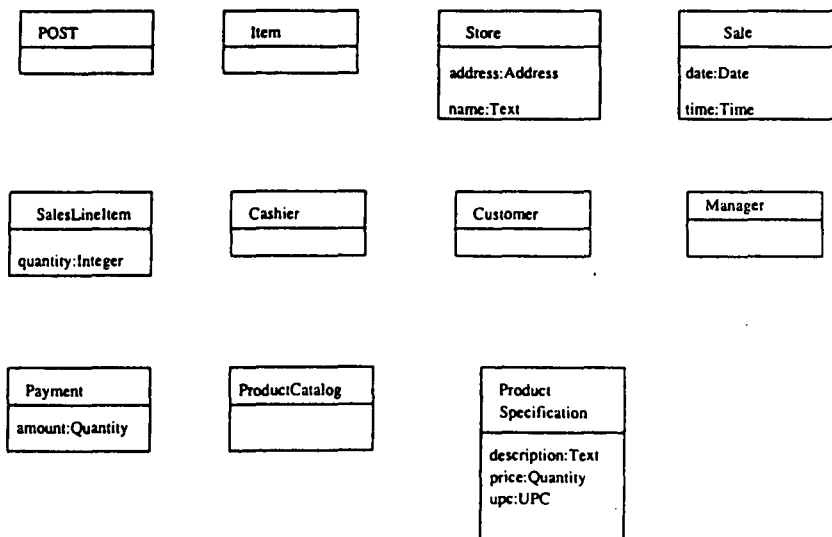 POST
Item
Store
address:Address
name:Text
Sale
date:Date
time:Time
SalesLineItem
quantity:Integer
Cashier
Customer
Manager
Payment
amount:Quantity
ProductCatalog
Product
Specification
description:Text
price:Quantity
upc:UPC